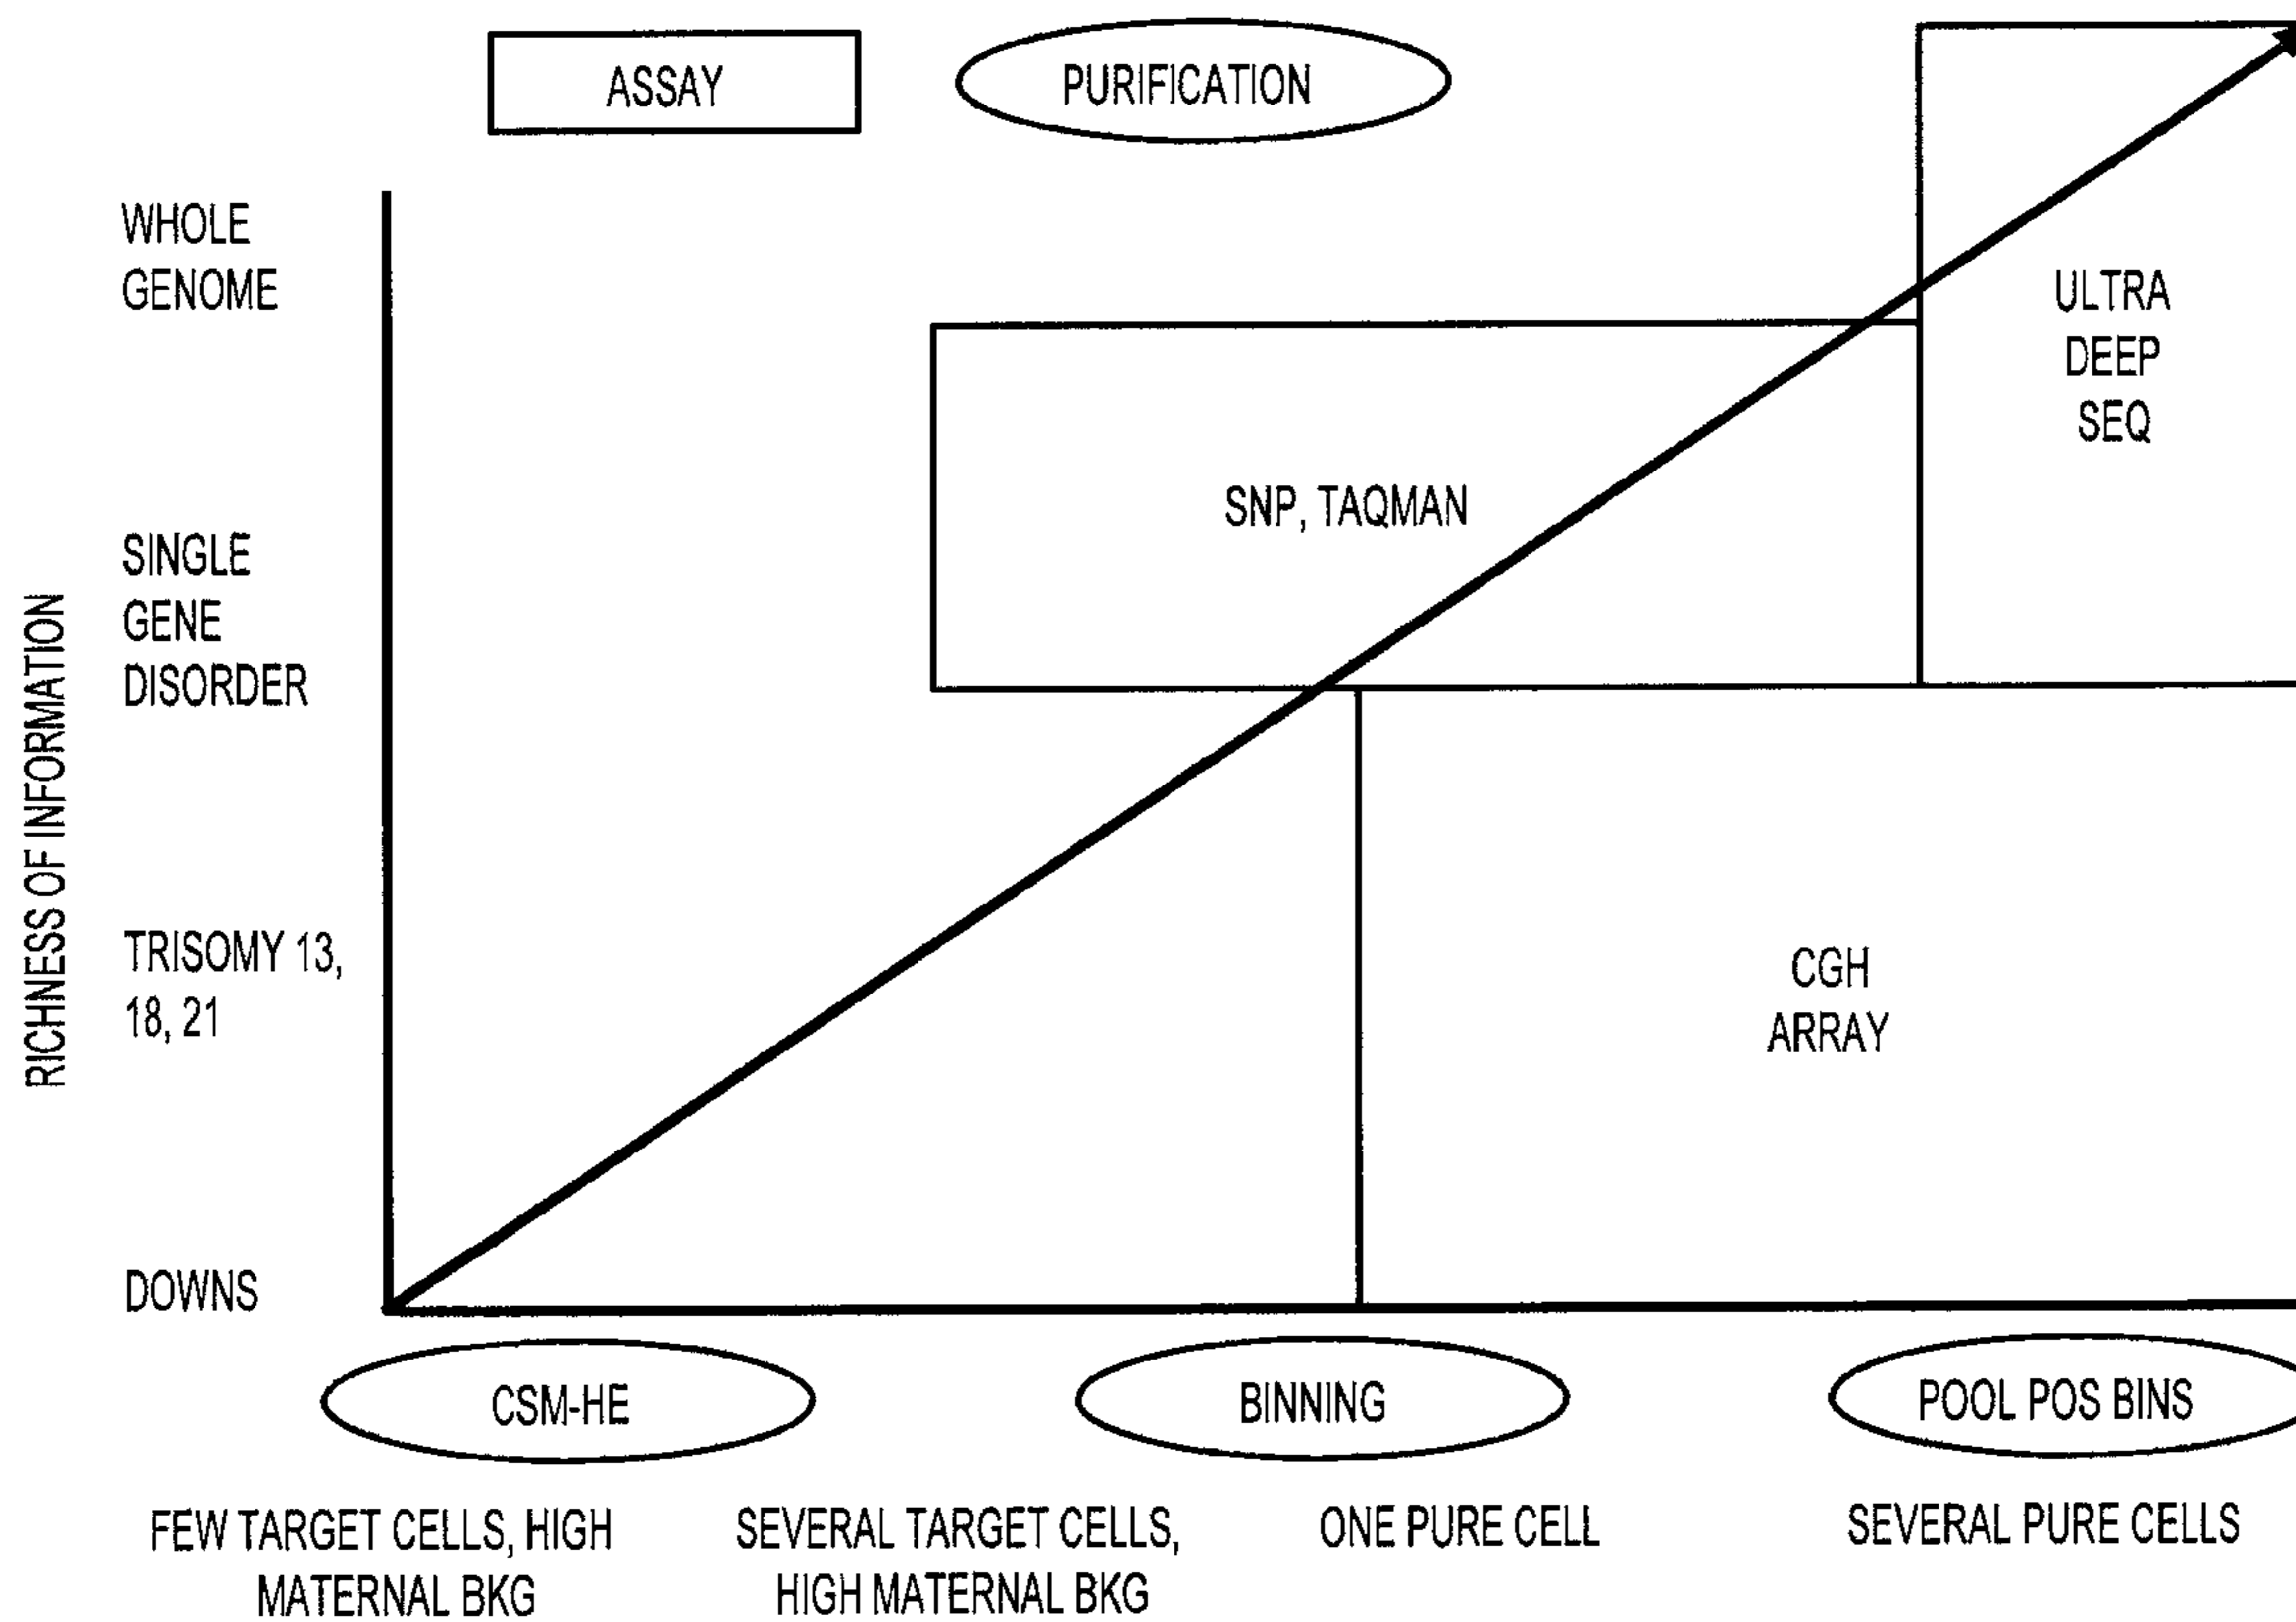 ASSAY
PURIFICATION
WHOLE
GENOME
ULTRA
DEEP
SEQ
SNP, TAQMAN
SINGLE
GENE
DISORDER
RICHNESS OF INFORMATION
TRISOMY 13,
18, 21
CGH
ARRAY
DOWNS
CSM-HE
BINNING
POOL POS BINS
FEW TARGET CELLS, HIGH
MATERNAL BKG
SEVERAL TARGET CELLS,
HIGH MATERNAL BKG
ONE PURE CELL
SEVERAL PURE CELLS